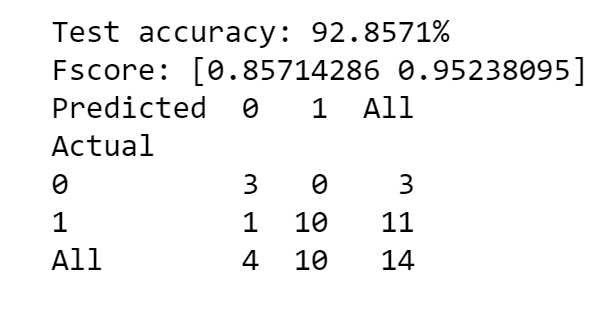 Test accuracy: 92.8571%
Fscore: [0.85714286 0.95238095]
Predicted  0   1  All
Actual
0          3   0    3
1          1  10   11
All        4  10   14